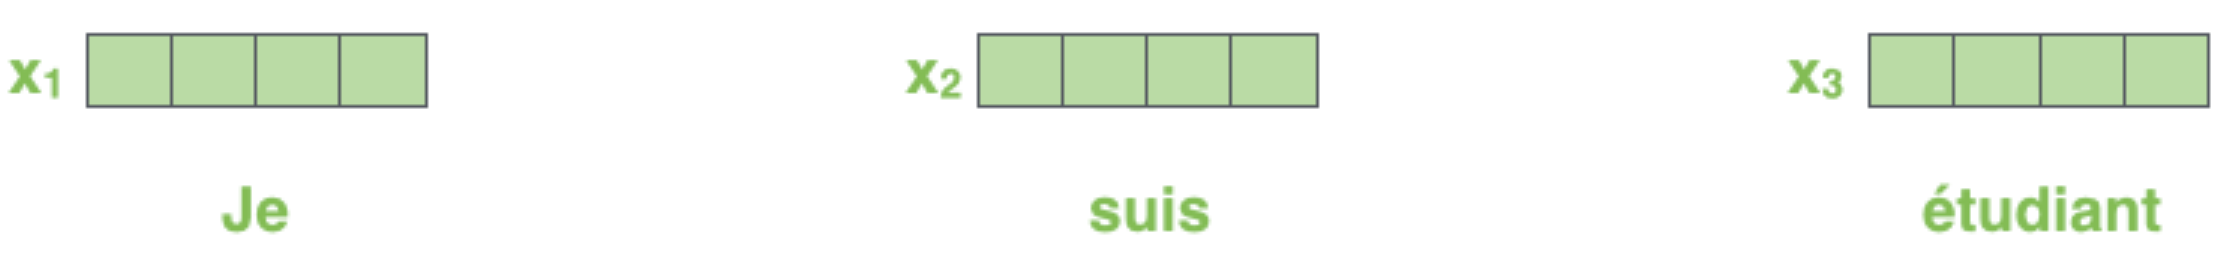 x₁ x₂ x₃
Je suis étudiant